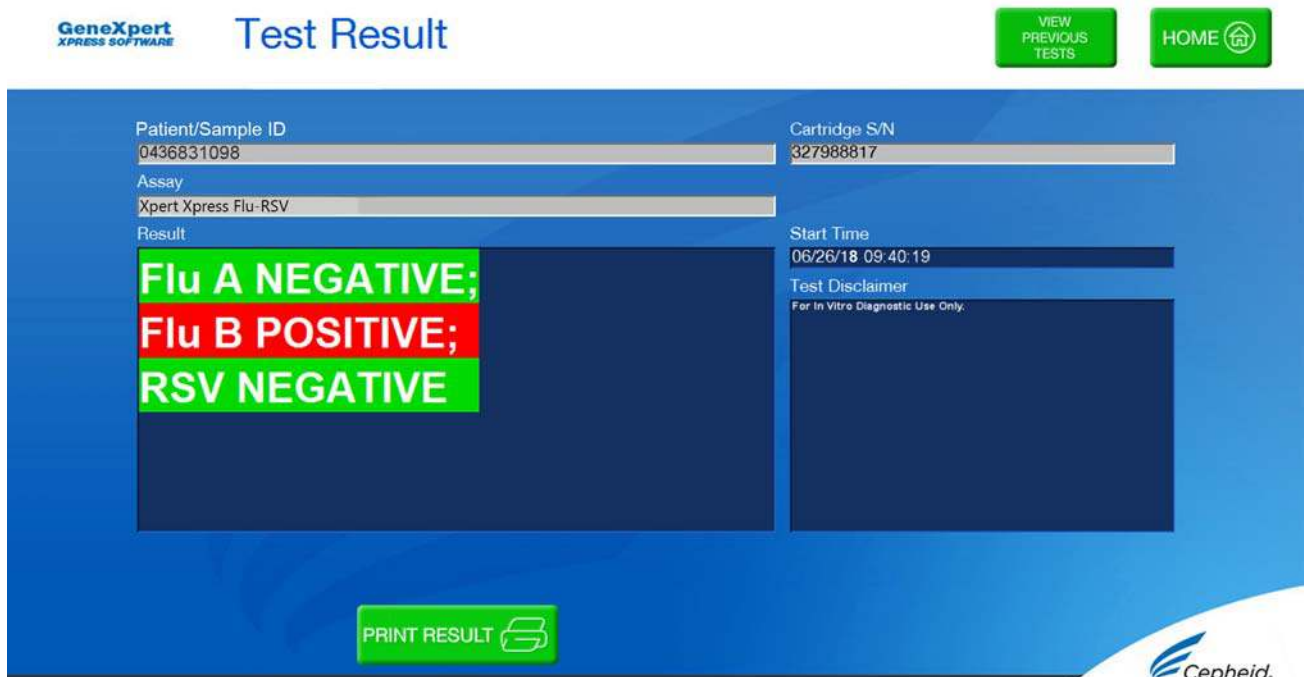 GeneXpert
XPRESS SOFTWARE
Test Result
VIEW
PREVIOUS
TESTS
HOME
Patient/Sample ID
0436831098
Cartridge S/N
327988817
Assay
Xpert Xpress Flu-RSV
Result
Flu A NEGATIVE;
Flu B POSITIVE;
RSV NEGATIVE
Start Time
06/26/18 09:40:19
Test Disclaimer
For In Vitro Diagnostic Use Only.
PRINT RESULT
Cepheid.